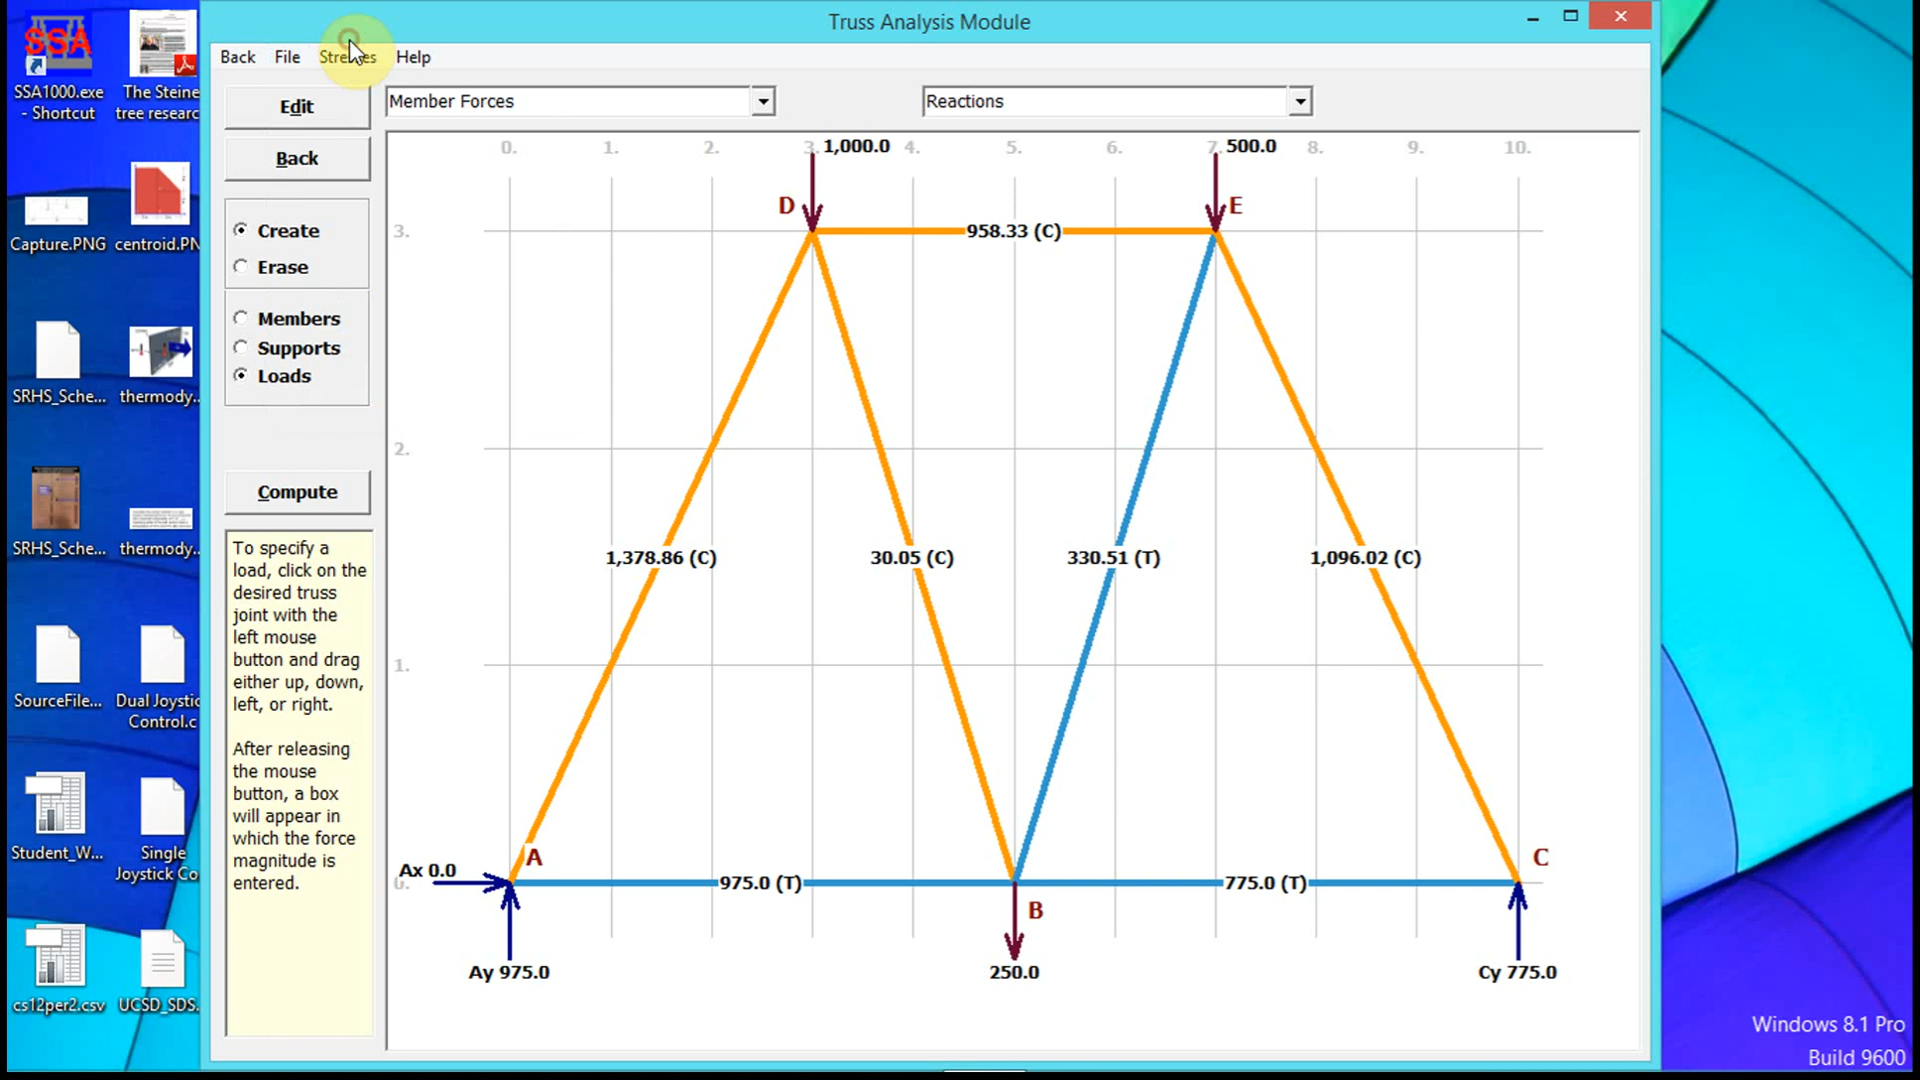 Truss Analysis Module
Back File Stresses Help
Edit
Back
Create
Erase
Members
Supports
Loads
Compute
To specify a
load, click on the
desired truss
joint with the
left mouse
button and drag
either up, down,
left, or right.
After releasing
the mouse
button, a box
will appear in
which the force
magnitude is
entered.
Member Forces
Reactions
0. 1. 2. 3. 1,000.0 4. 5. 6. 7. 500.0 8. 9. 10.
D
E
3.
958.33 (C)
2.
1,378.86 (C)
30.05 (C)
330.51 (T)
1,096.02 (C)
1.
A
C
Ax 0.0
0.
975.0 (T)
775.0 (T)
B
Ay 975.0
250.0
Cy 775.0
SSA
SSA1000.exe
- Shortcut
The Steine
tree researc
Capture.PNG
centroid.PN
SRHS_Sche...
thermody...
SRHS_Sche...
thermody...
SourceFile...
Dual Joystic
Control.c
Student_W...
Single
Joystick Co
cs12per2.csv
UCSD_SDS.
Windows 8.1 Pro
Build 9600